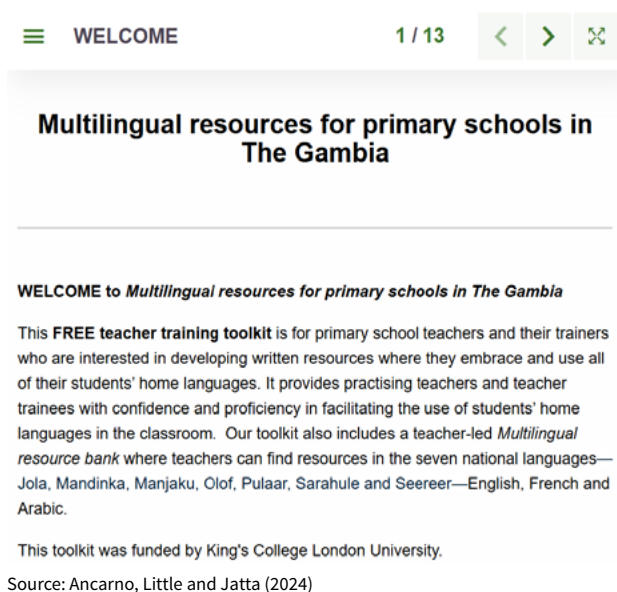 WELCOME
1 / 13
Multilingual resources for primary schools in
The Gambia
WELCOME to Multilingual resources for primary schools in The Gambia
This FREE teacher training toolkit is for primary school teachers and their trainers
who are interested in developing written resources where they embrace and use all
of their students' home languages. It provides practising teachers and teacher
trainees with confidence and proficiency in facilitating the use of students' home
languages in the classroom.  Our toolkit also includes a teacher-led Multilingual
resource bank where teachers can find resources in the seven national languages—
Jola, Mandinka, Manjaku, Olof, Pulaar, Sarahule and Seereer—English, French and
Arabic.
This toolkit was funded by King's College London University.
Source: Ancarno, Little and Jatta (2024)